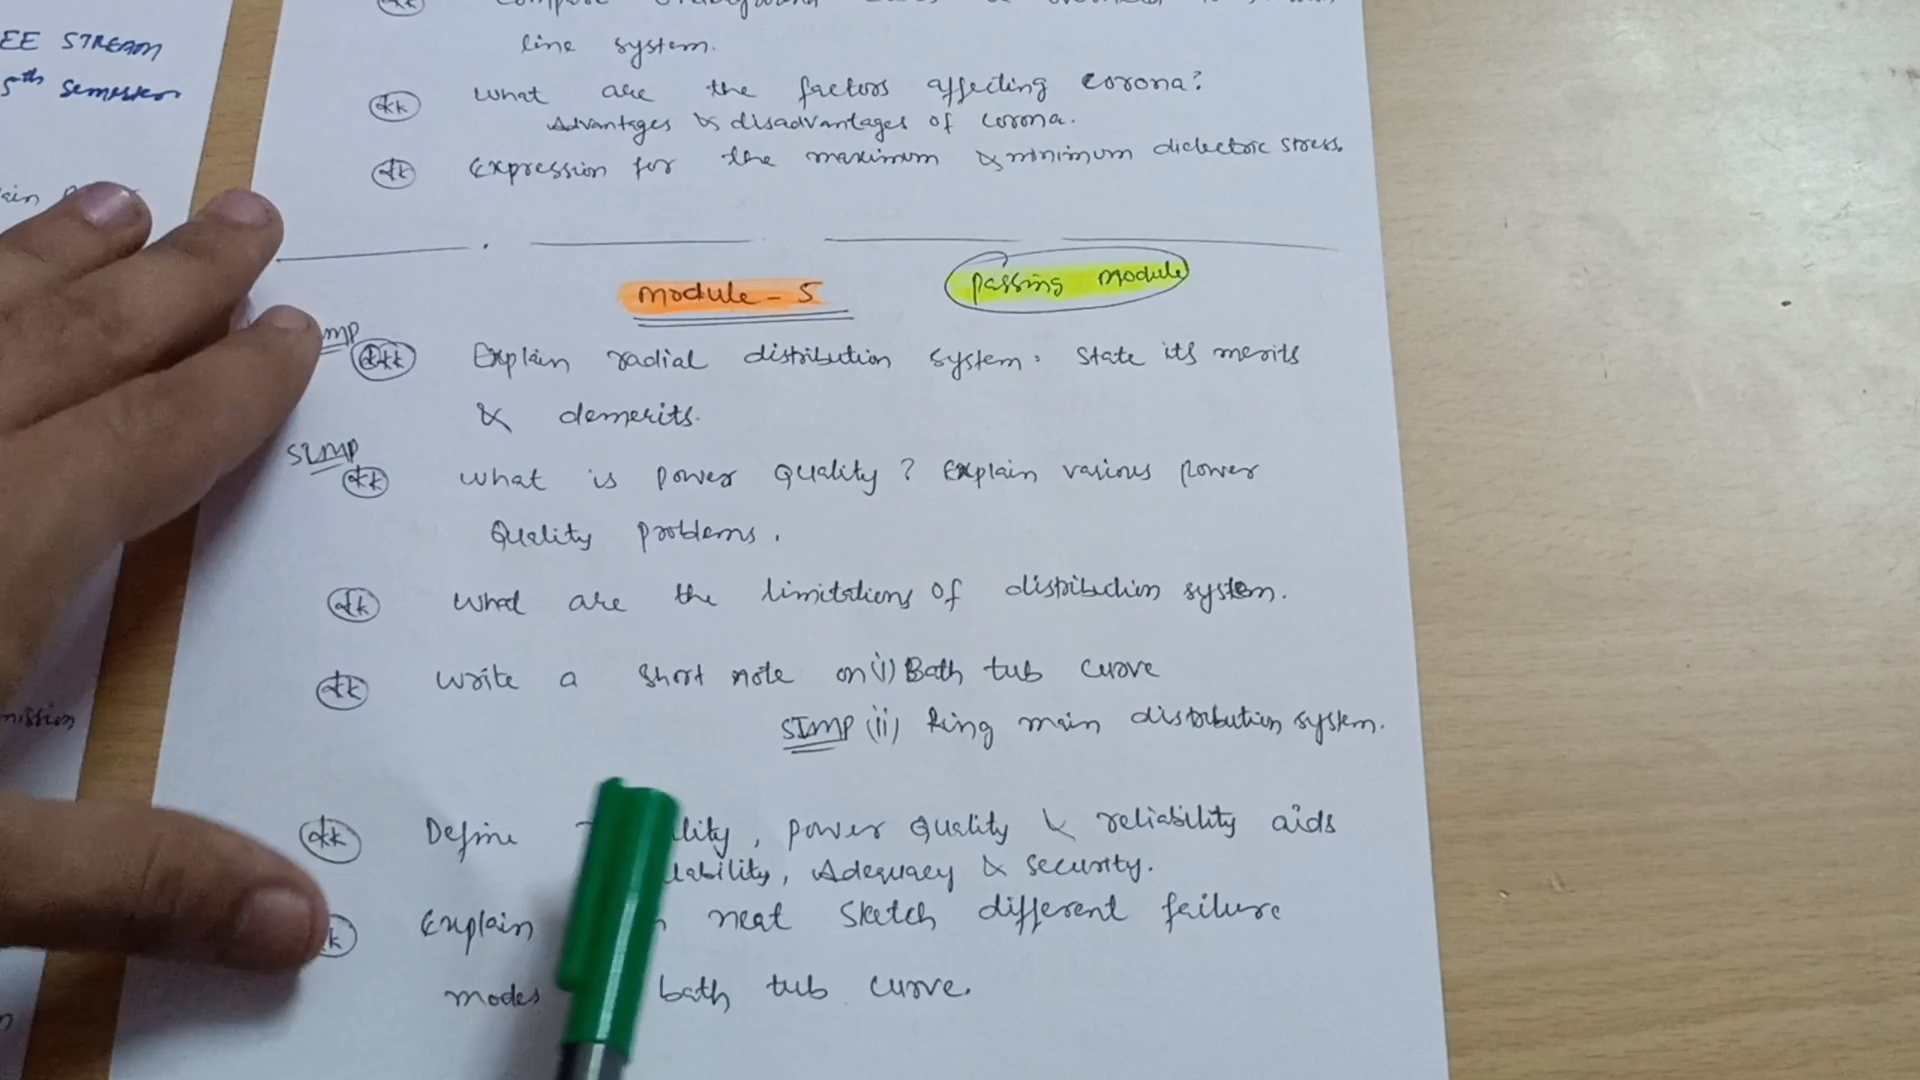 EE STREAM
5th semester
line system.
What are the factors affecting corona?
Advantages & disadvantages of corona.
Expression for the maximum & minimum dielectric stress.
Module - 5
Passing module
Explain radial distribution system. State its merits
& demerits.
SIMP
What is power quality? Explain various power
Quality problems.
What are the limitations of distribution system.
Write a short note on (i) Bath tub curve
SIMP (ii) Ring main distribution system.
Define power quality & reliability aids
Adequacy & security.
Explain neat sketch different failure
modes bath tub curve.